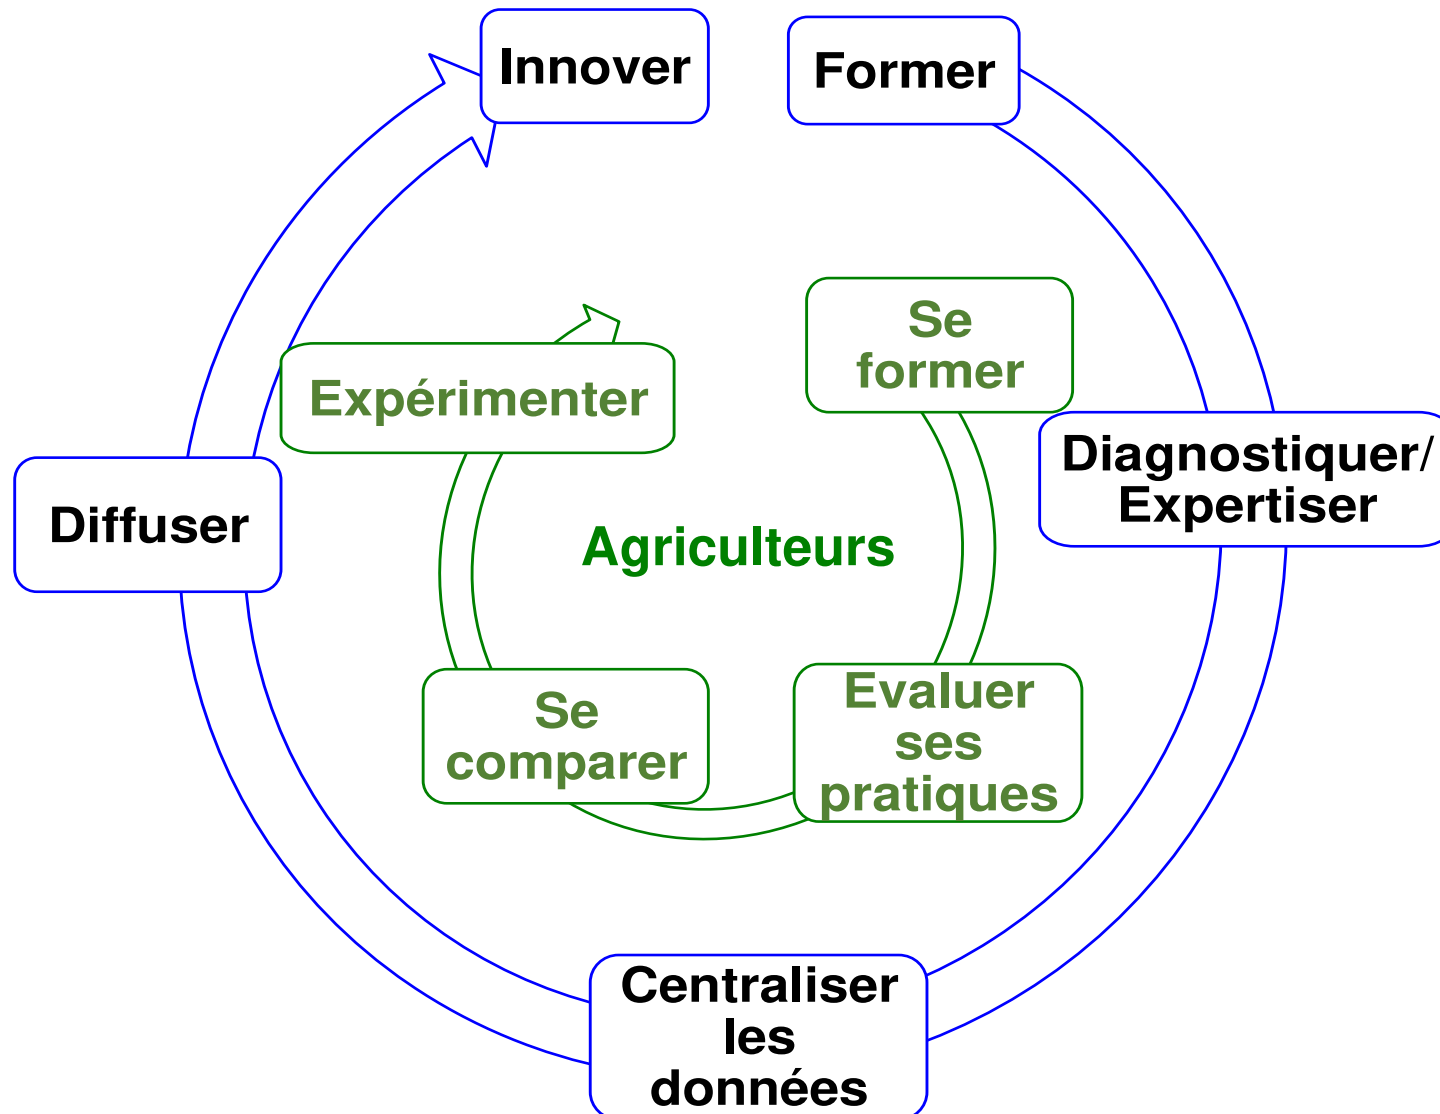 Innover
Former
Se
former
Expérimenter
Diagnostiquer/
Expertiser
Diffuser
Agriculteurs
Evaluer
ses
pratiques
Se
comparer
Centraliser
les
données